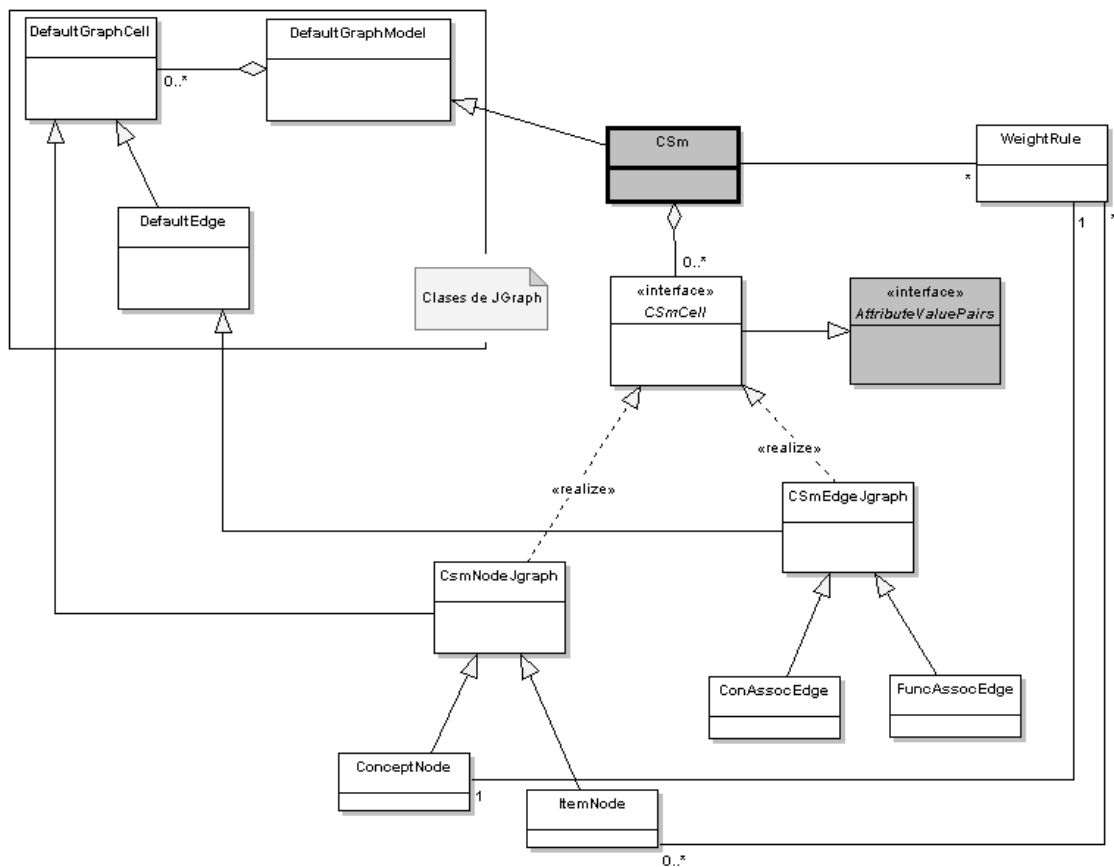 DefaultGraphCell
DefaultGraphModel
0..*
CSm
WeightRule
*
1
*
DefaultEdge
0..*
Clases de JGraph
«interface»
CSmCell
«interface»
AttributeValuePairs
«realize»
«realize»
CSmEdgeJgraph
CsmNodeJgraph
ConAssocEdge
FuncAssocEdge
ConceptNode
1
ItemNode
0..*